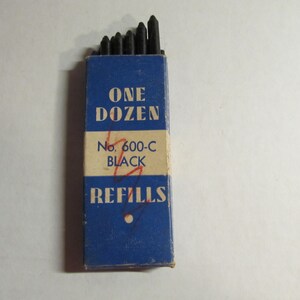 ONE
DOZEN
No. 600-C
BLACK
REFILLS